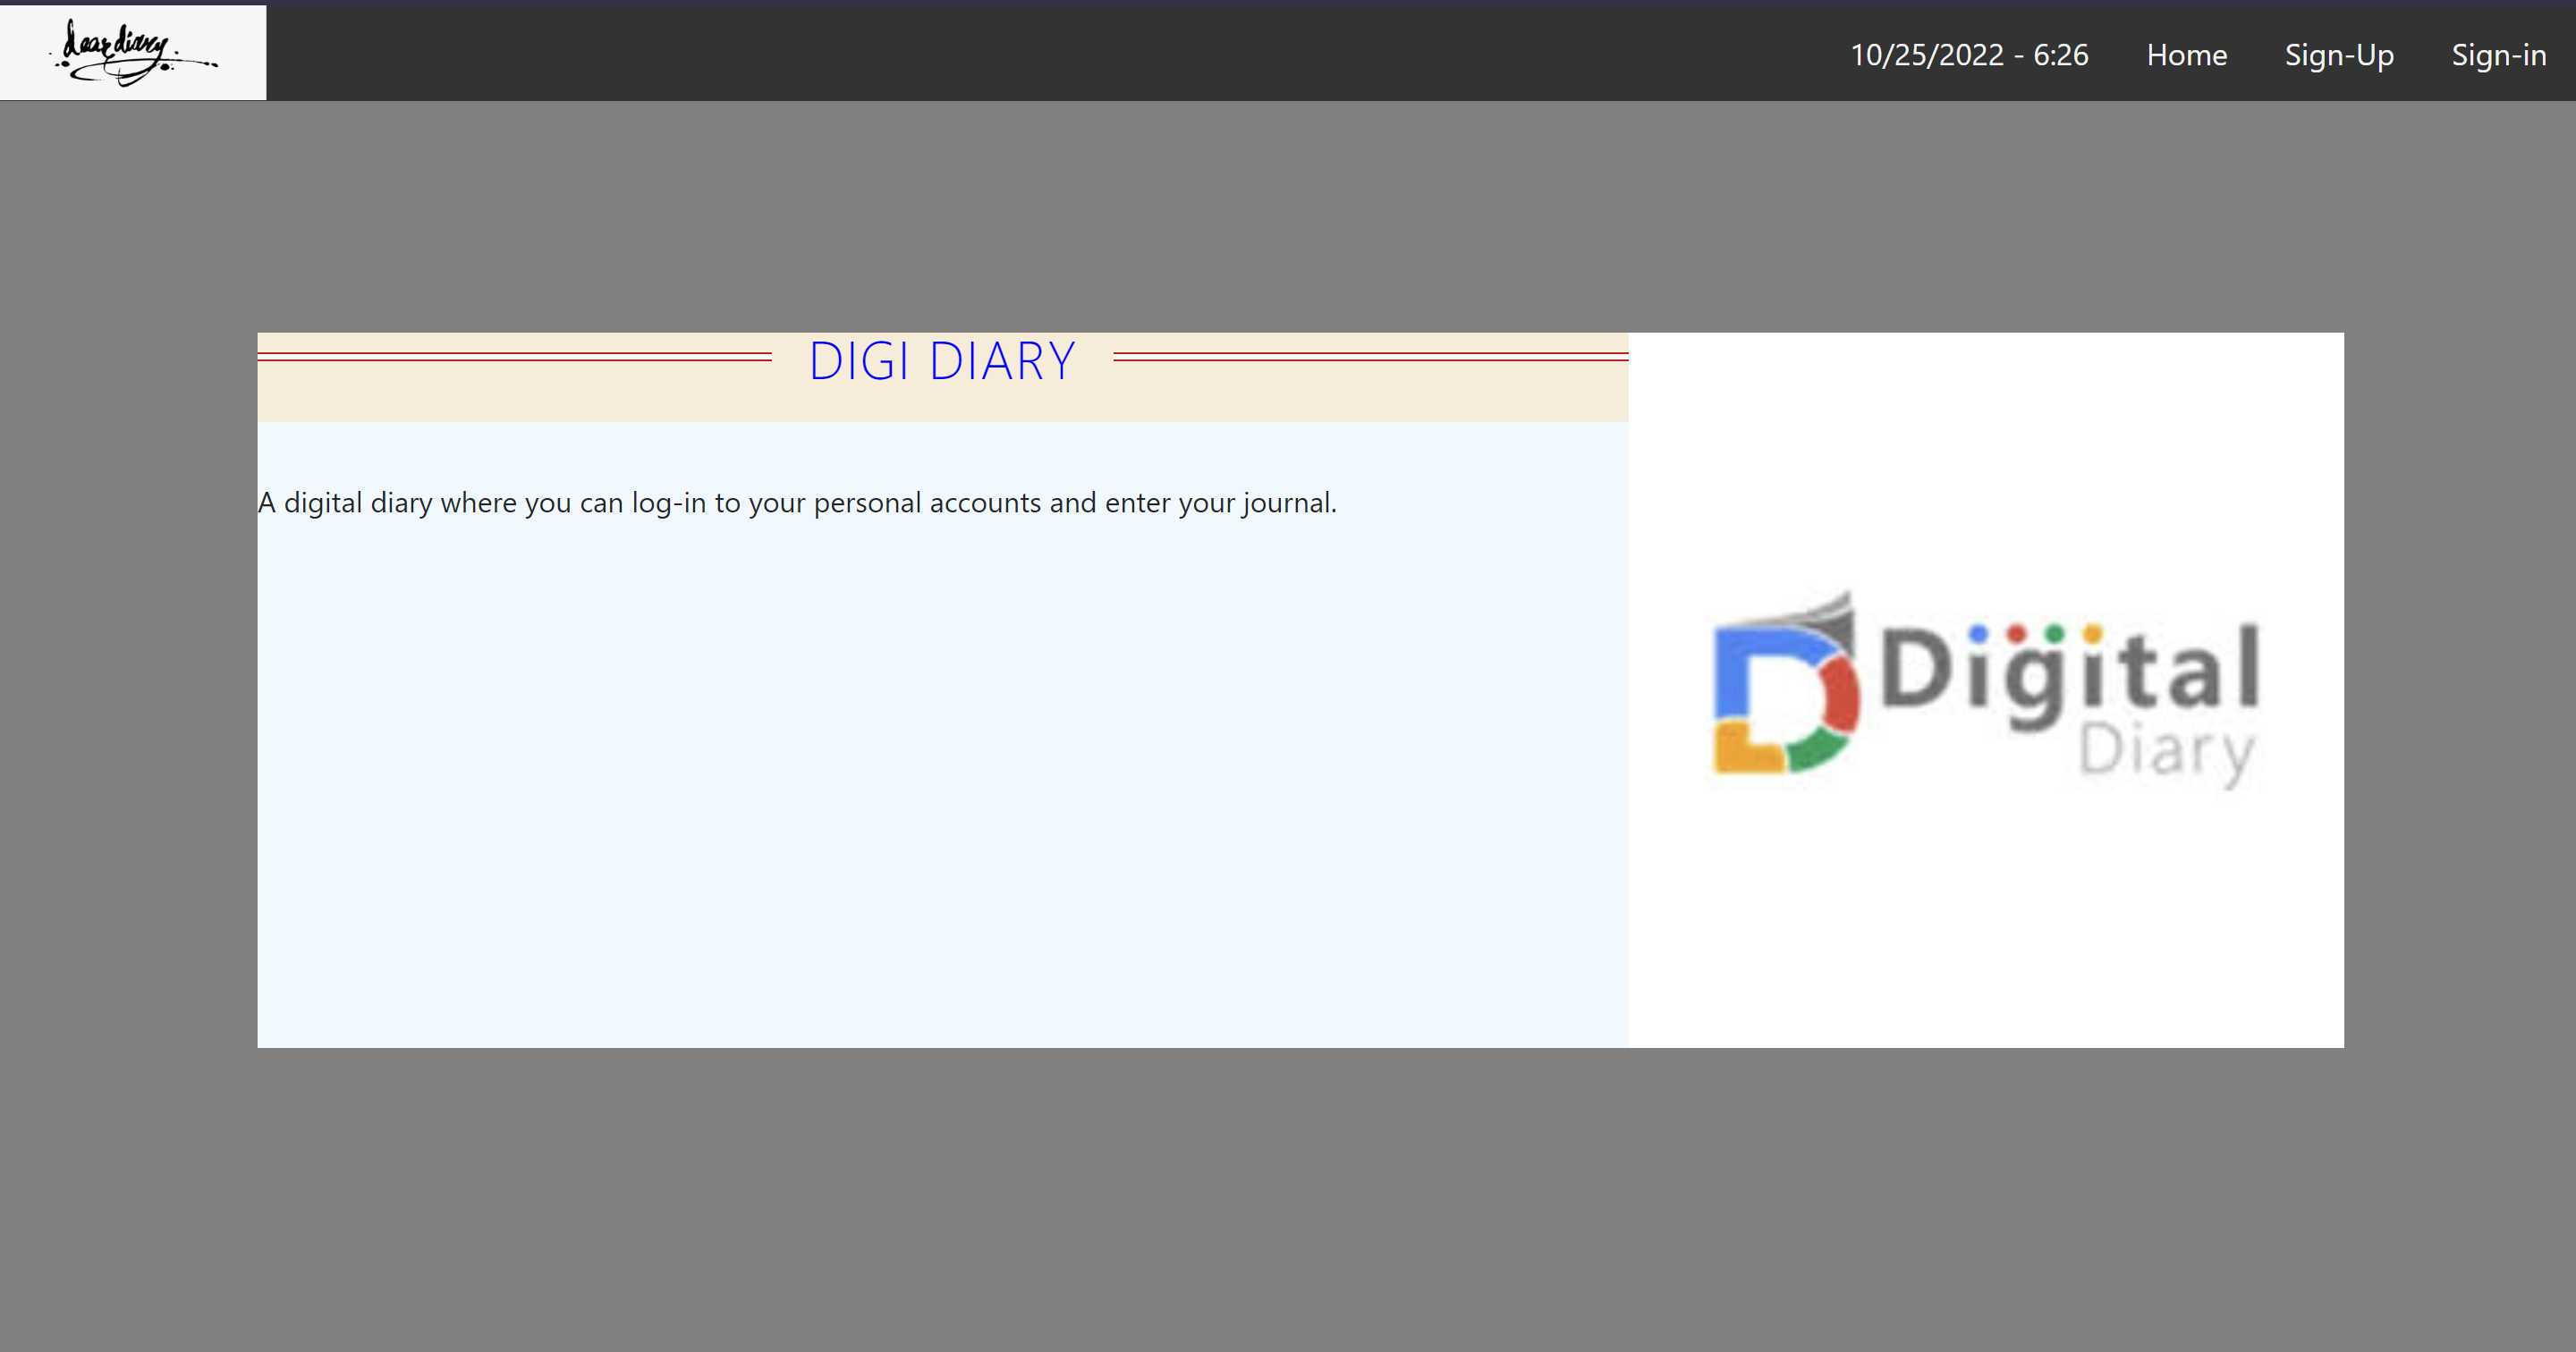 dear diary.
10/25/2022 - 6:26 Home Sign-Up Sign-in
DIGI DIARY
A digital diary where you can log-in to your personal accounts and enter your journal.
Digital
Diary